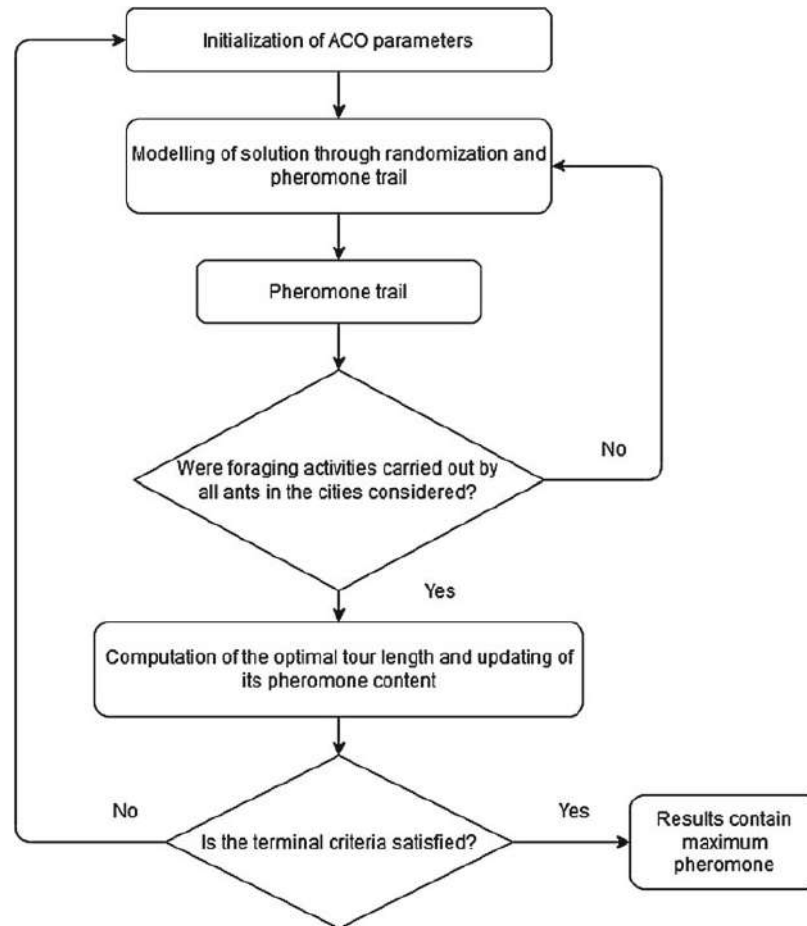 Initialization of ACO parameters
Modelling of solution through randomization and
pheromone trail
Pheromone trail
Were foraging activities carried out by
all ants in the cities considered?
No
Yes
Computation of the optimal tour length and updating of
its pheromone content
No
Is the terminal criteria satisfied?
Yes
Results contain
maximum
pheromone